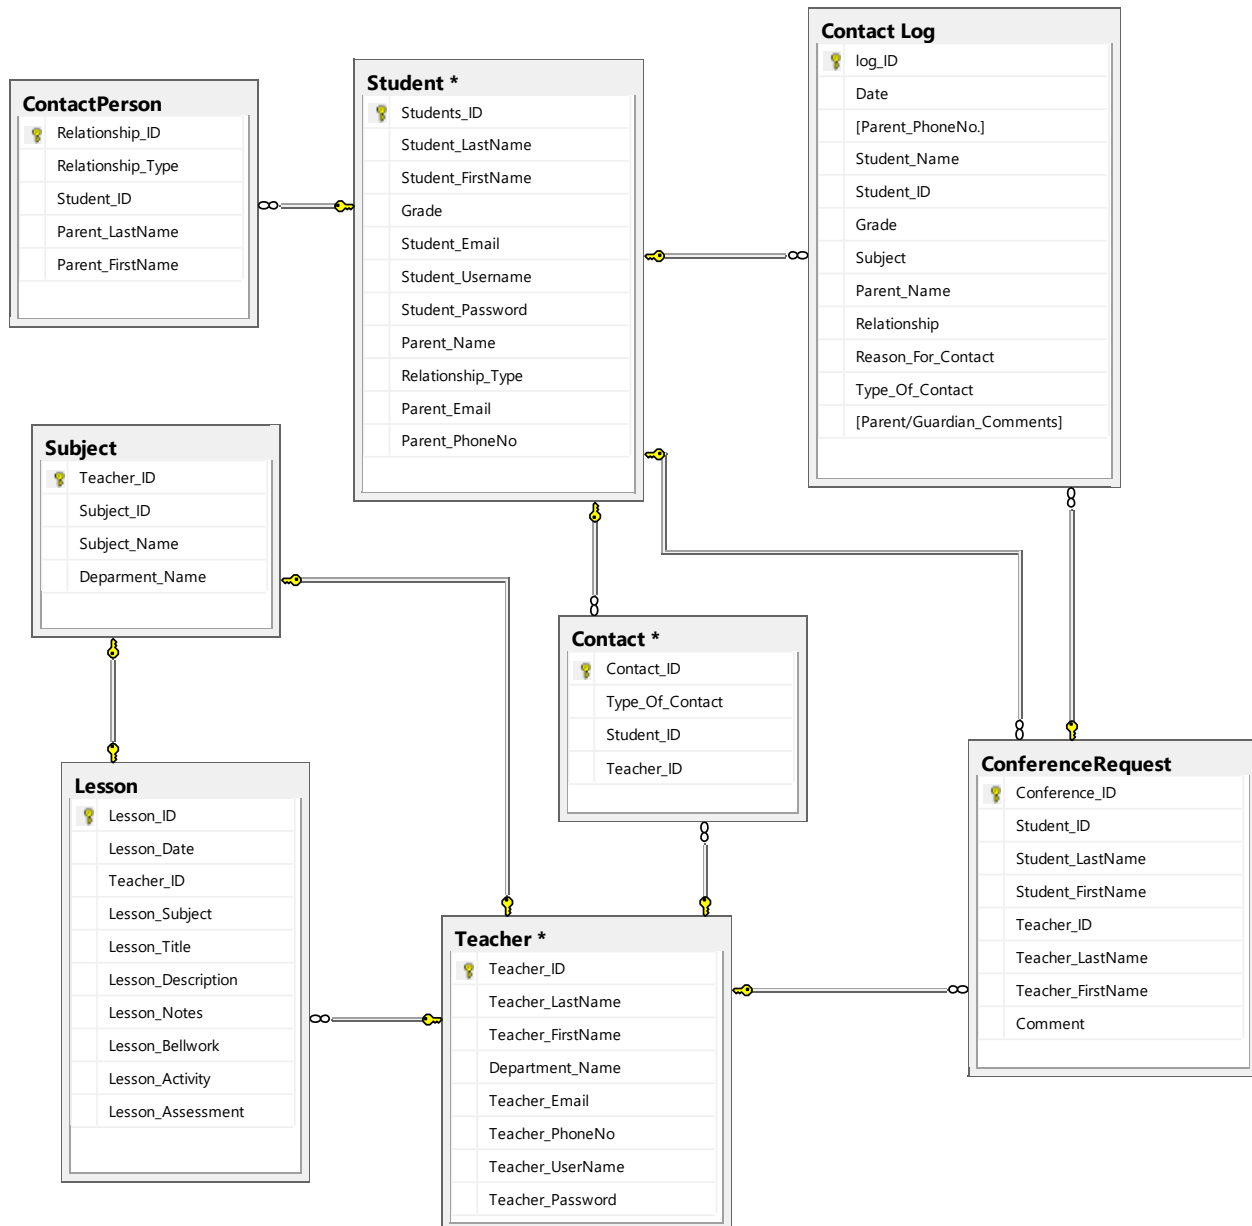 ContactPerson
Relationship_ID
Relationship_Type
Student_ID
Parent_LastName
Parent_FirstName
Student *
Students_ID
Student_LastName
Student_FirstName
Grade
Student_Email
Student_Username
Student_Password
Parent_Name
Relationship_Type
Parent_Email
Parent_PhoneNo
Contact Log
log_ID
Date
[Parent_PhoneNo.]
Student_Name
Student_ID
Grade
Subject
Parent_Name
Relationship
Reason_For_Contact
Type_Of_Contact
[Parent/Guardian_Comments]
Subject
Teacher_ID
Subject_ID
Subject_Name
Deparment_Name
Contact *
Contact_ID
Type_Of_Contact
Student_ID
Teacher_ID
Lesson
Lesson_ID
Lesson_Date
Teacher_ID
Lesson_Subject
Lesson_Title
Lesson_Description
Lesson_Notes
Lesson_Bellwork
Lesson_Activity
Lesson_Assessment
Teacher *
Teacher_ID
Teacher_LastName
Teacher_FirstName
Department_Name
Teacher_Email
Teacher_PhoneNo
Teacher_UserName
Teacher_Password
ConferenceRequest
Conference_ID
Student_ID
Student_LastName
Student_FirstName
Teacher_ID
Teacher_LastName
Teacher_FirstName
Comment